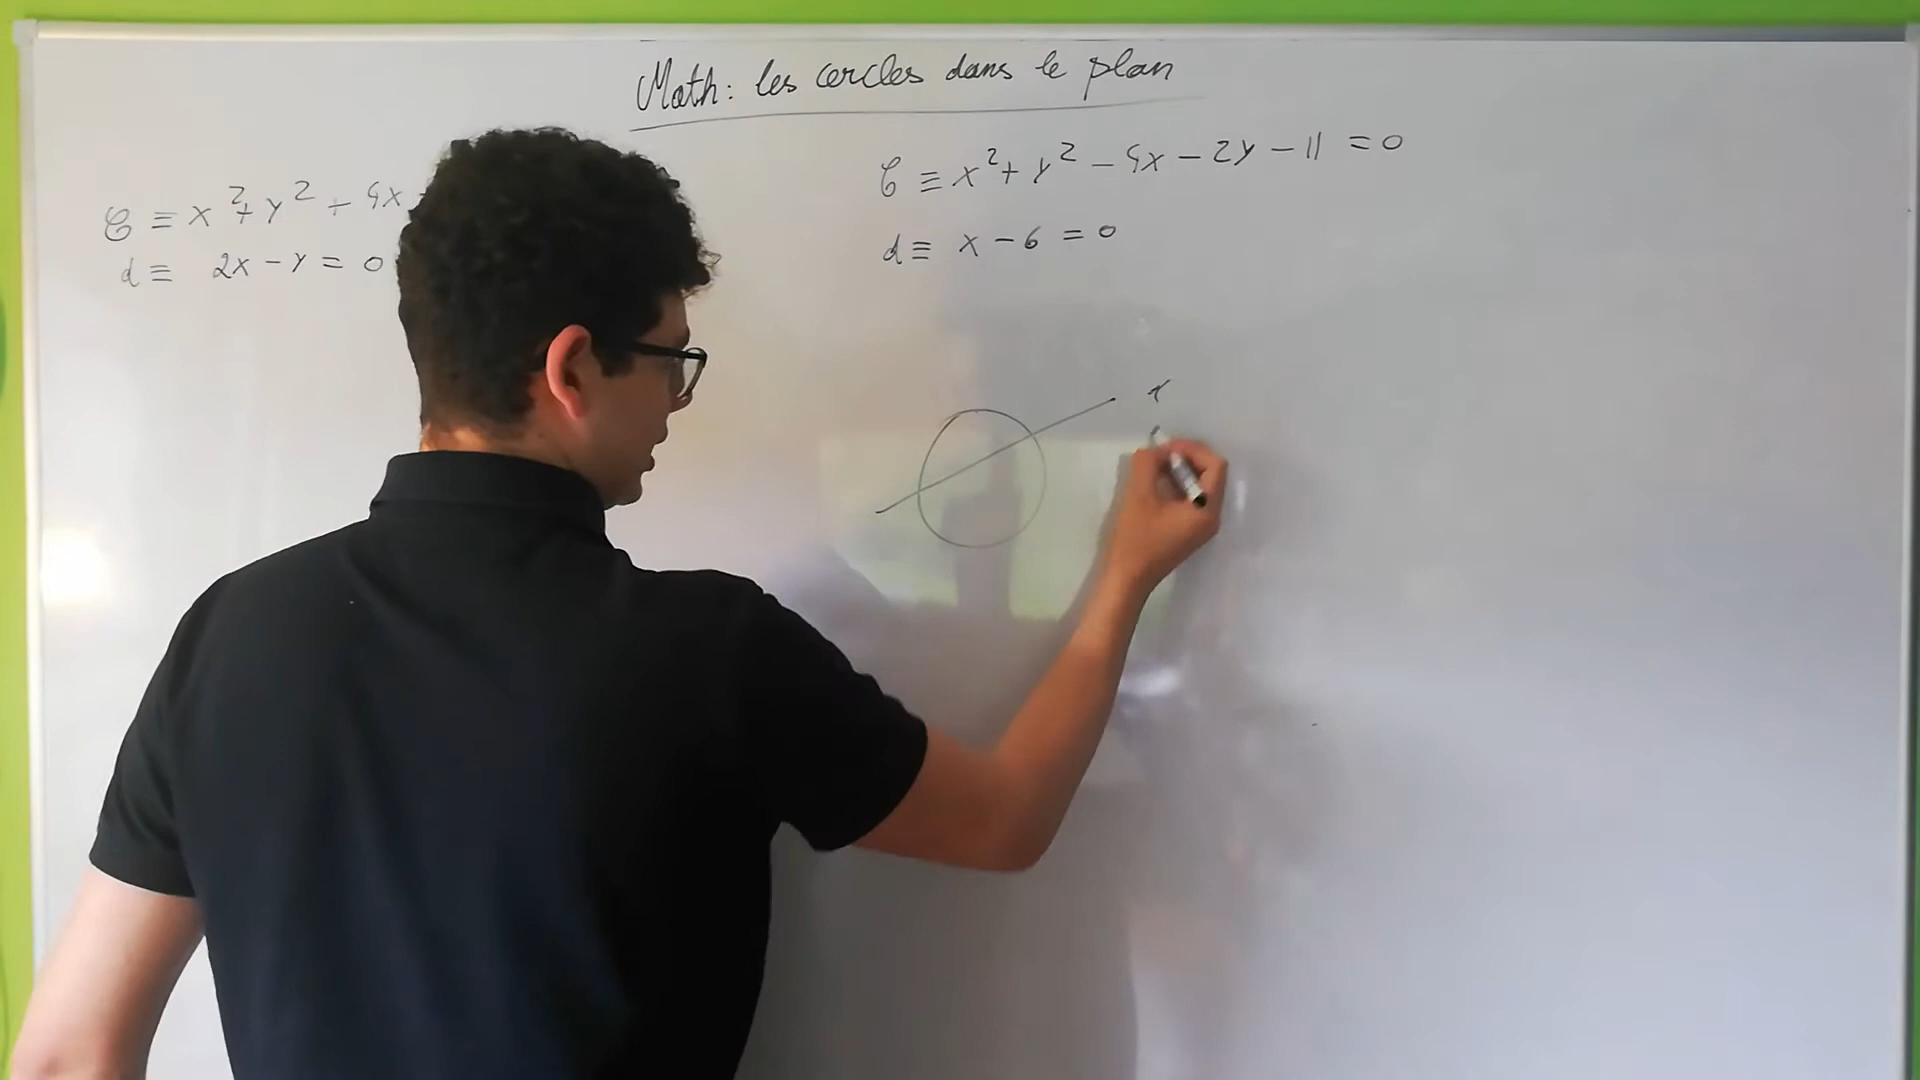 Math: les cercles dans le plan
C ≡ x² + y² + 4x
d ≡ 2x - y = 0
C ≡ x² + y² - 4x - 2y - 11 = 0
d ≡ x - 6 = 0